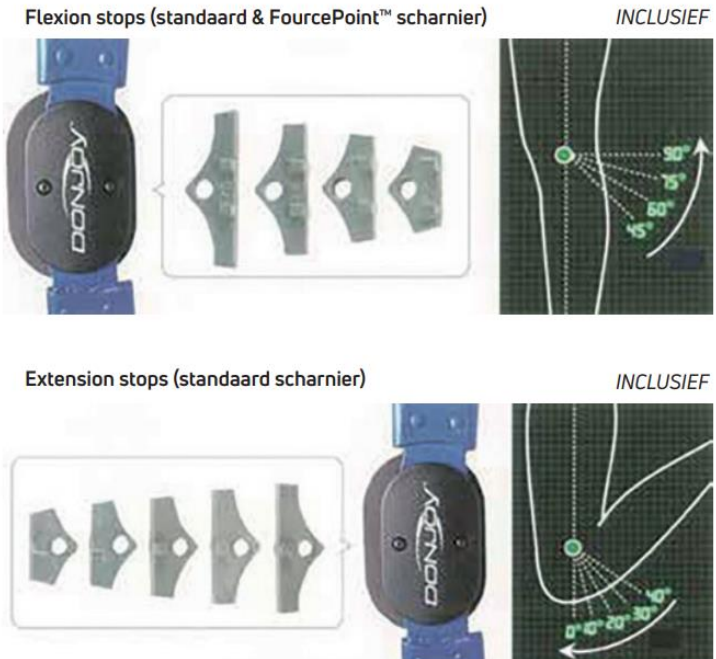 Flexion stops (standaard & FourcePoint™ scharnier)
INCLUSIEF
DONJOY
90°
75°
60°
45°
Extension stops (standaard scharnier)
INCLUSIEF
DONJOY
0° 10° 20° 30° 40°